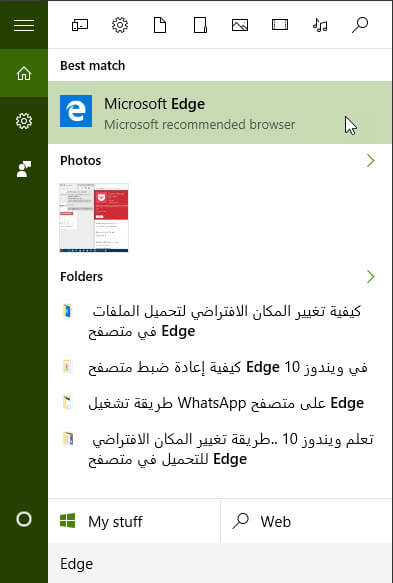 Best match
Microsoft Edge
Microsoft recommended browser
Photos
Folders
كيفية تغيير المكان الافتراضي لتحميل الملفات
في متصفح Edge
كيفية إعادة ضبط متصفح Edge في ويندوز 10
طريقة تشغيل WhatsApp على متصفح Edge
تعلم ويندوز 10 ..طريقة تغيير المكان الافتراضي
للتحميل في متصفح Edge
My stuff
Web
Edge